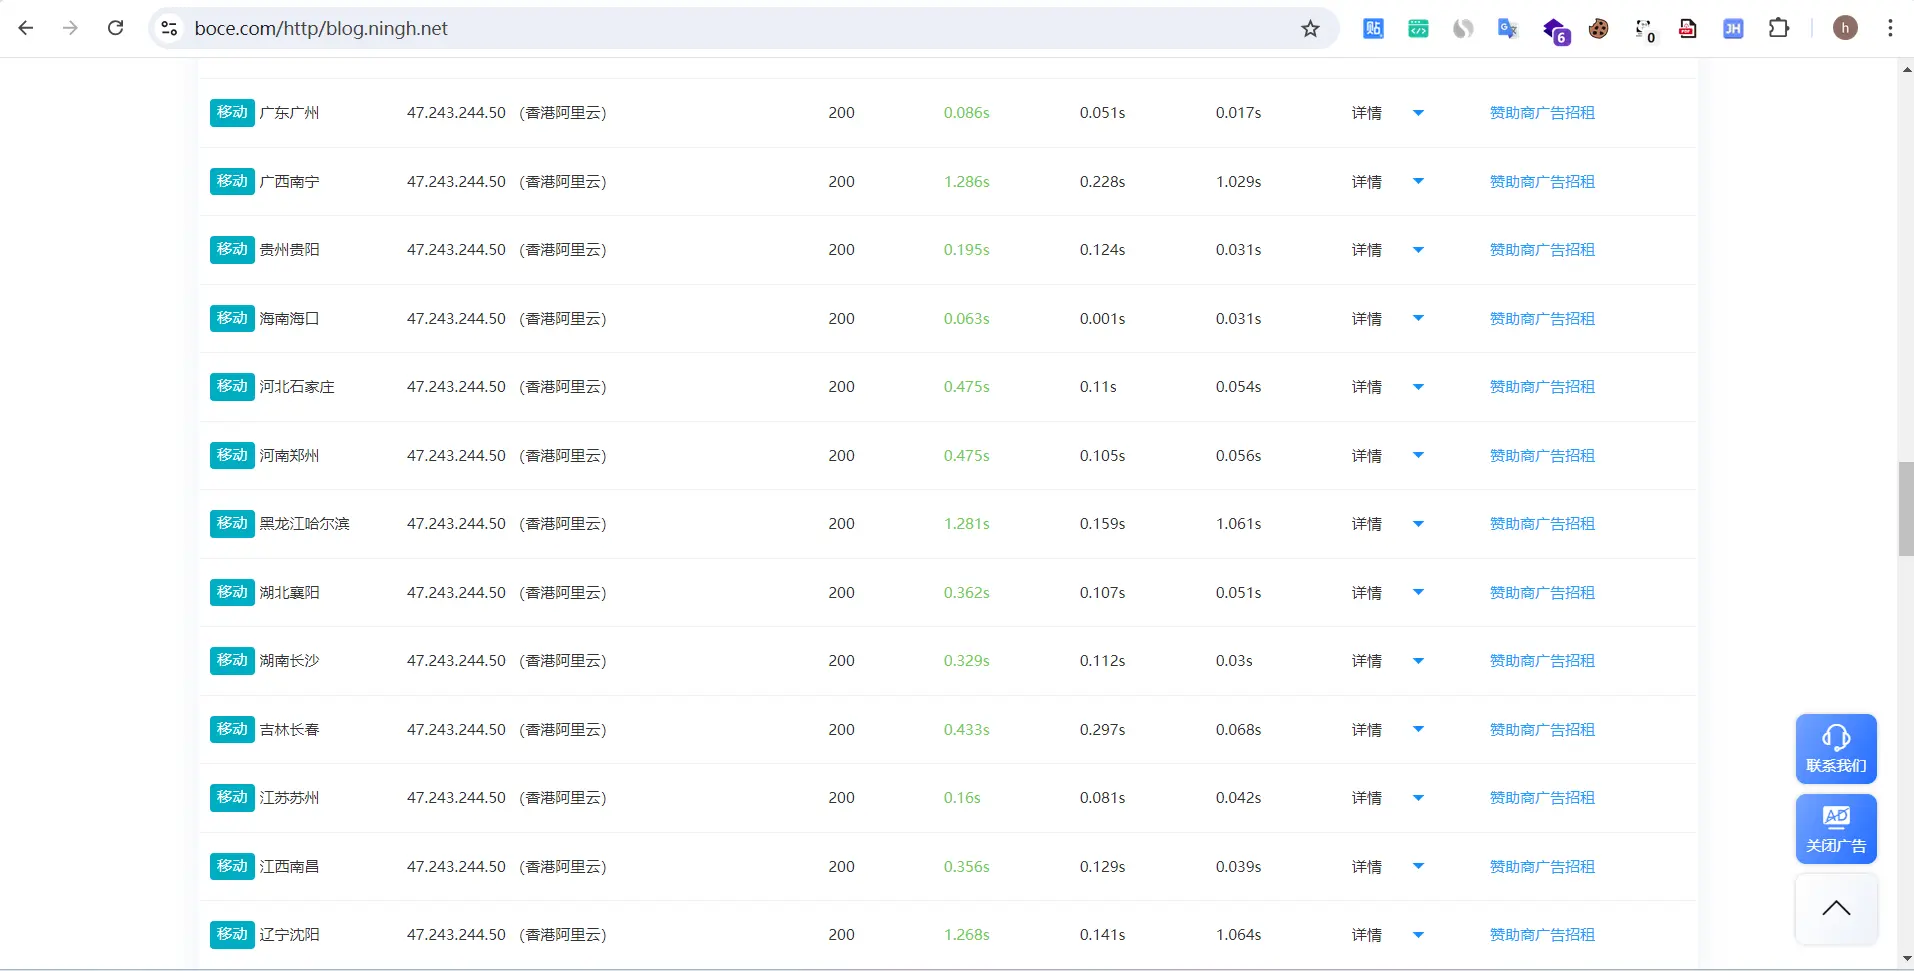 boce.com/http/blog.ningh.net
贴
6
0
PDF
JH
h
移动 广东广州 47.243.244.50 (香港阿里云) 200 0.086s 0.051s 0.017s 详情 赞助商广告招租
移动 广西南宁 47.243.244.50 (香港阿里云) 200 1.286s 0.228s 1.029s 详情 赞助商广告招租
移动 贵州贵阳 47.243.244.50 (香港阿里云) 200 0.195s 0.124s 0.031s 详情 赞助商广告招租
移动 海南海口 47.243.244.50 (香港阿里云) 200 0.063s 0.001s 0.031s 详情 赞助商广告招租
移动 河北石家庄 47.243.244.50 (香港阿里云) 200 0.475s 0.11s 0.054s 详情 赞助商广告招租
移动 河南郑州 47.243.244.50 (香港阿里云) 200 0.475s 0.105s 0.056s 详情 赞助商广告招租
移动 黑龙江哈尔滨 47.243.244.50 (香港阿里云) 200 1.281s 0.159s 1.061s 详情 赞助商广告招租
移动 湖北襄阳 47.243.244.50 (香港阿里云) 200 0.362s 0.107s 0.051s 详情 赞助商广告招租
移动 湖南长沙 47.243.244.50 (香港阿里云) 200 0.329s 0.112s 0.03s 详情 赞助商广告招租
移动 吉林长春 47.243.244.50 (香港阿里云) 200 0.433s 0.297s 0.068s 详情 赞助商广告招租
移动 江苏苏州 47.243.244.50 (香港阿里云) 200 0.16s 0.081s 0.042s 详情 赞助商广告招租
移动 江西南昌 47.243.244.50 (香港阿里云) 200 0.356s 0.129s 0.039s 详情 赞助商广告招租
移动 辽宁沈阳 47.243.244.50 (香港阿里云) 200 1.268s 0.141s 1.064s 详情 赞助商广告招租
联系我们
AD
关闭广告